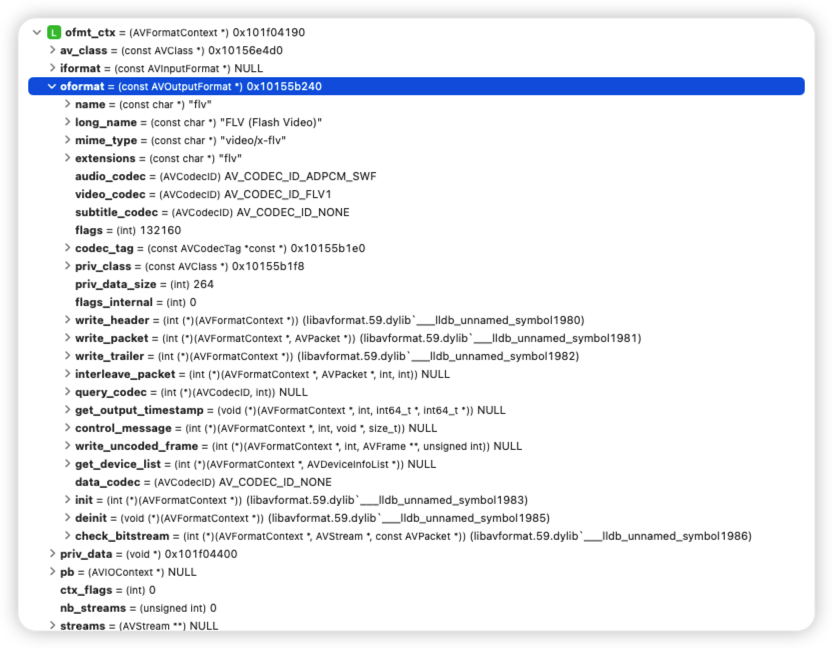 L ofmt_ctx = (AVFormatContext *) 0x101f04190
av_class = (const AVClass *) 0x10156e4d0
iformat = (const AVInputFormat *) NULL
oformat = (const AVOutputFormat *) 0x10155b240
name = (const char *) "flv"
long_name = (const char *) "FLV (Flash Video)"
mime_type = (const char *) "video/x-flv"
extensions = (const char *) "flv"
audio_codec = (AVCodecID) AV_CODEC_ID_ADPCM_SWF
video_codec = (AVCodecID) AV_CODEC_ID_FLV1
subtitle_codec = (AVCodecID) AV_CODEC_ID_NONE
flags = (int) 132160
codec_tag = (const AVCodecTag *const *) 0x10155b1e0
priv_class = (const AVClass *) 0x10155b1f8
priv_data_size = (int) 264
flags_internal = (int) 0
write_header = (int (*)(AVFormatContext *)) (libavformat.59.dylib`___lldb_unnamed_symbol1980)
write_packet = (int (*)(AVFormatContext *, AVPacket *)) (libavformat.59.dylib`___lldb_unnamed_symbol1981)
write_trailer = (int (*)(AVFormatContext *)) (libavformat.59.dylib`___lldb_unnamed_symbol1982)
interleave_packet = (int (*)(AVFormatContext *, AVPacket *, int, int)) NULL
query_codec = (int (*)(AVCodecID, int)) NULL
get_output_timestamp = (void (*)(AVFormatContext *, int, int64_t *, int64_t *)) NULL
control_message = (int (*)(AVFormatContext *, int, void *, size_t)) NULL
write_uncoded_frame = (int (*)(AVFormatContext *, int, AVFrame **, unsigned int)) NULL
get_device_list = (int (*)(AVFormatContext *, AVDeviceInfoList *)) NULL
data_codec = (AVCodecID) AV_CODEC_ID_NONE
init = (int (*)(AVFormatContext *)) (libavformat.59.dylib`___lldb_unnamed_symbol1983)
deinit = (void (*)(AVFormatContext *)) (libavformat.59.dylib`___lldb_unnamed_symbol1985)
check_bitstream = (int (*)(AVFormatContext *, AVStream *, const AVPacket *)) (libavformat.59.dylib`___lldb_unnamed_symbol1986)
priv_data = (void *) 0x101f04400
pb = (AVIOContext *) NULL
ctx_flags = (int) 0
nb_streams = (unsigned int) 0
streams = (AVStream **) NULL